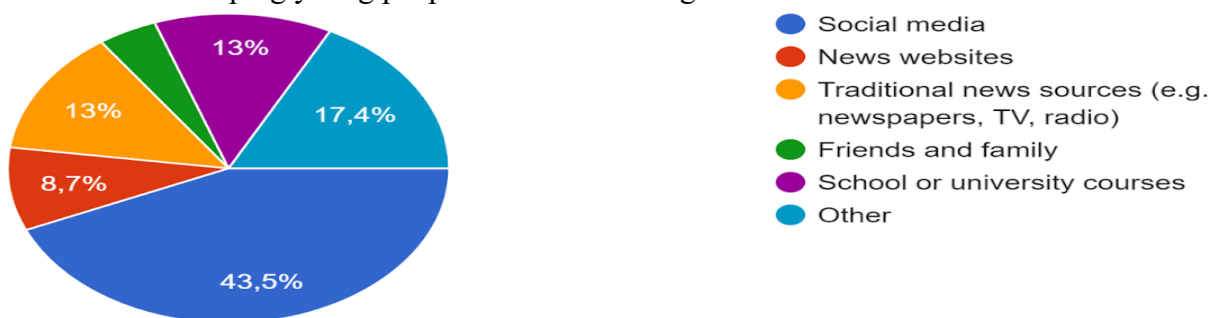 13%
13%
17,4%
8,7%
43,5%
Social media
News websites
Traditional news sources (e.g.
newspapers, TV, radio)
Friends and family
School or university courses
Other